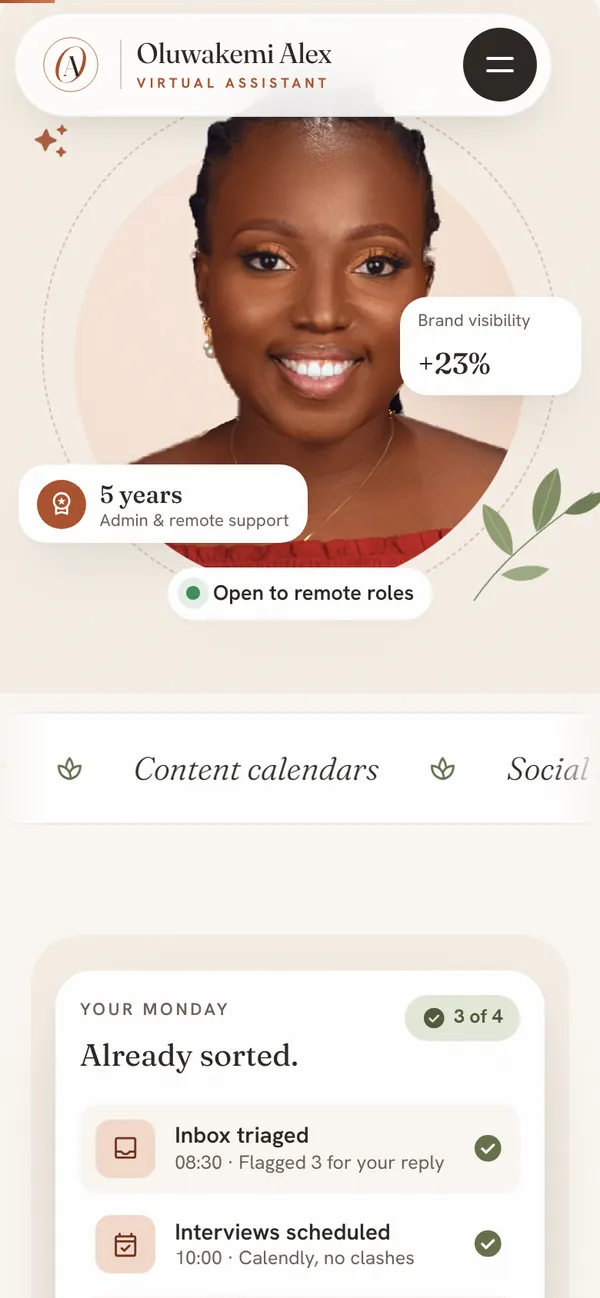 Oluwakemi Alex
VIRTUAL ASSISTANT
Brand visibility
+23%
5 years
Admin & remote support
Open to remote roles
Content calendars
Social
YOUR MONDAY
3 of 4
Already sorted.
Inbox triaged
08:30 · Flagged 3 for your reply
Interviews scheduled
10:00 · Calendly, no clashes